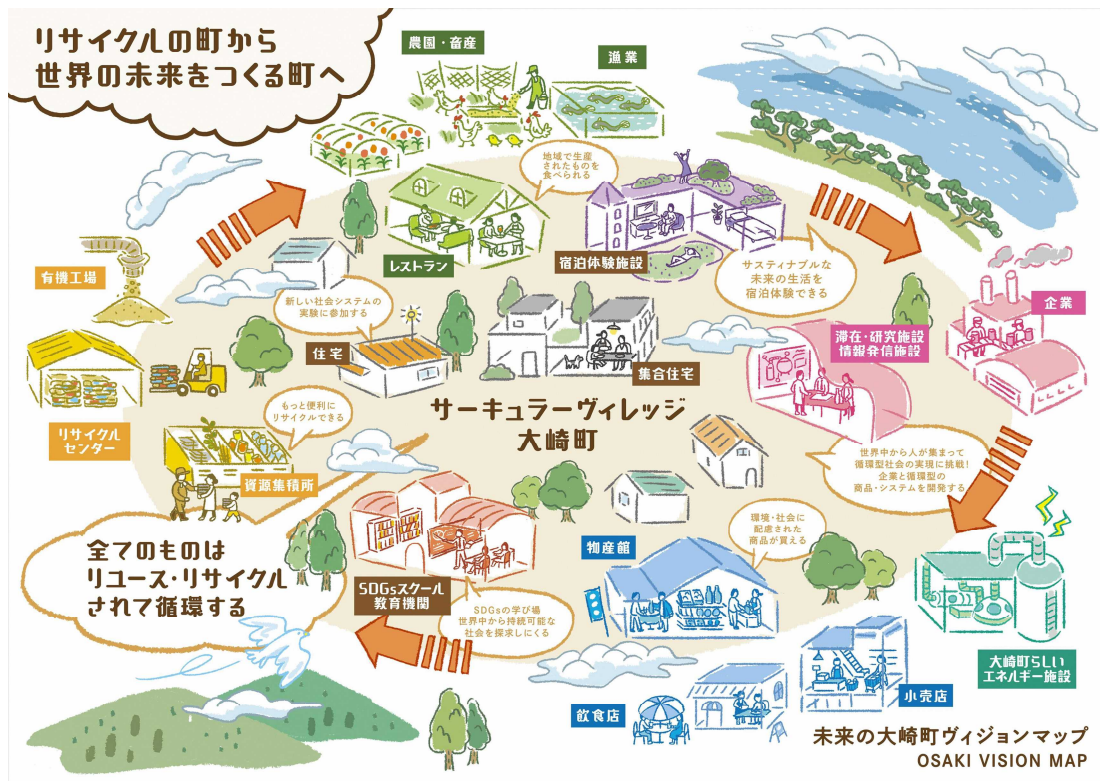 リサイクルの町から
世界の未来をつくる町へ
農園・畜産
漁業
地域で生産
されたものを
食べられる
レストラン
宿泊体験施設
サスティナブルな
未来の生活を
宿泊体験できる
有機工場
新しい社会システムの
実験に参加する
住宅
集合住宅
滞在・研究施設
情報発信施設
企業
サーキュラーヴィレッジ
大崎町
もっと便利に
リサイクルできる
リサイクル
センター
資源集積所
世界中から人が集まって
循環型社会の実現に挑戦!
企業と循環型の
商品・システムを開発する
全てのものは
リユース・リサイクル
されて循環する
SDGsスクール
教育機関
SDGsの学び場
世界中から持続可能な
社会を探求しにくる
物産館
環境・社会に
配慮された
商品が買える
大崎町らしい
エネルギー施設
飲食店
小売店
未来の大崎町ヴィジョンマップ
OSAKI VISION MAP